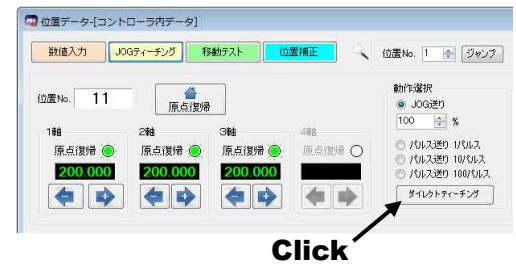 位置データ-[コントローラ内データ]
数値入力 JOGティーチング 移動テスト 位置補正 位置No. 1 ジャンプ
位置No. 11 原点復帰
動作選択
JOG送り
100 %
1軸 2軸 3軸 4軸
原点復帰 原点復帰 原点復帰 原点復帰
パルス送り 1パルス
パルス送り 10パルス
パルス送り 100パルス
200.000 200.000 200.000
ダイレクトティーチング
Click